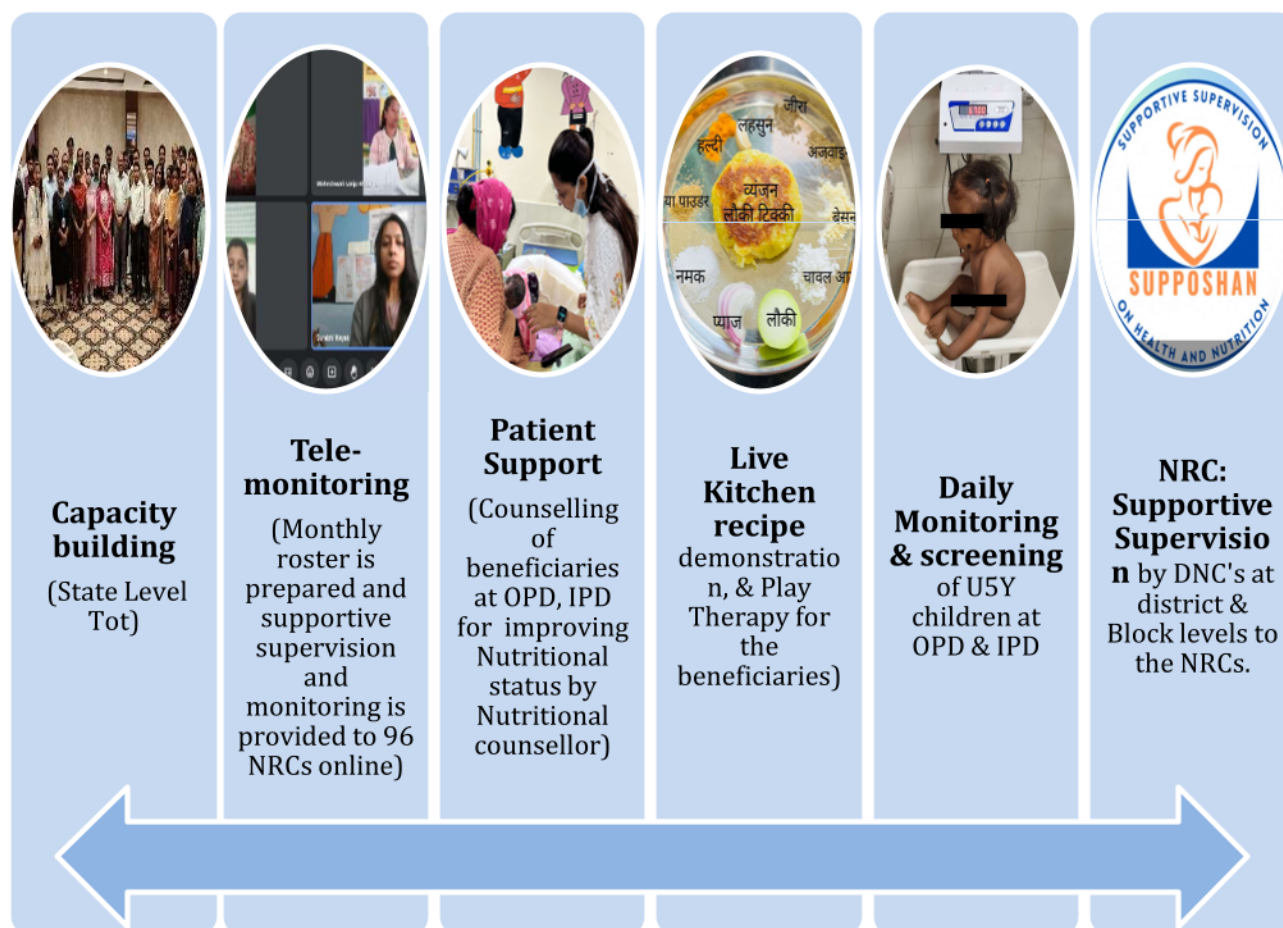 Capacity
building
(State Level
Tot)
Tele-
monitoring
(Monthly
roster is
prepared and
supportive
supervision
and
monitoring is
provided to 96
NRCs online)
Patient
Support
(Counselling
of
beneficiaries
at OPD, IPD
for improving
Nutritional
status by
Nutritional
counsellor)
जीरा
लहसुन
हल्दी
अजवाइ
व्यंजन
या पाउडर
लौकी टिक्की
बेसन
नमक
चावल आ
प्याज
लौकी
Live
Kitchen
recipe
demonstratio
n, & Play
Therapy for
the
beneficiaries)
Daily
Monitoring
& screening
of U5Y
children at
OPD & IPD
SUPPORTIVE SUPERVISION
SUPPOSHAN
ON HEALTH AND NUTRITION
NRC:
Supportive
Supervisio
n by DNC's at
district &
Block levels to
the NRCs.